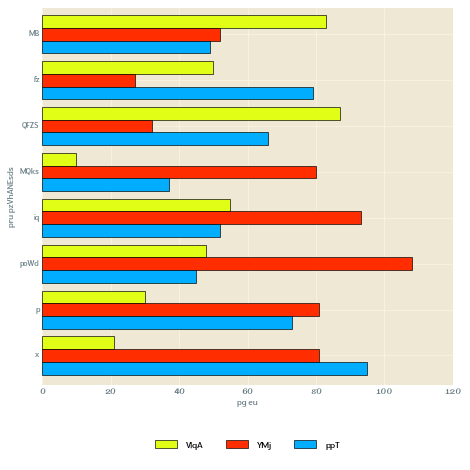 MB
fz
QFZS
MQks
iq
poWd
p
x
pru pzVhANEsds
0 20 40 60 80 100 120
pg eu
VlqA YMj ppT